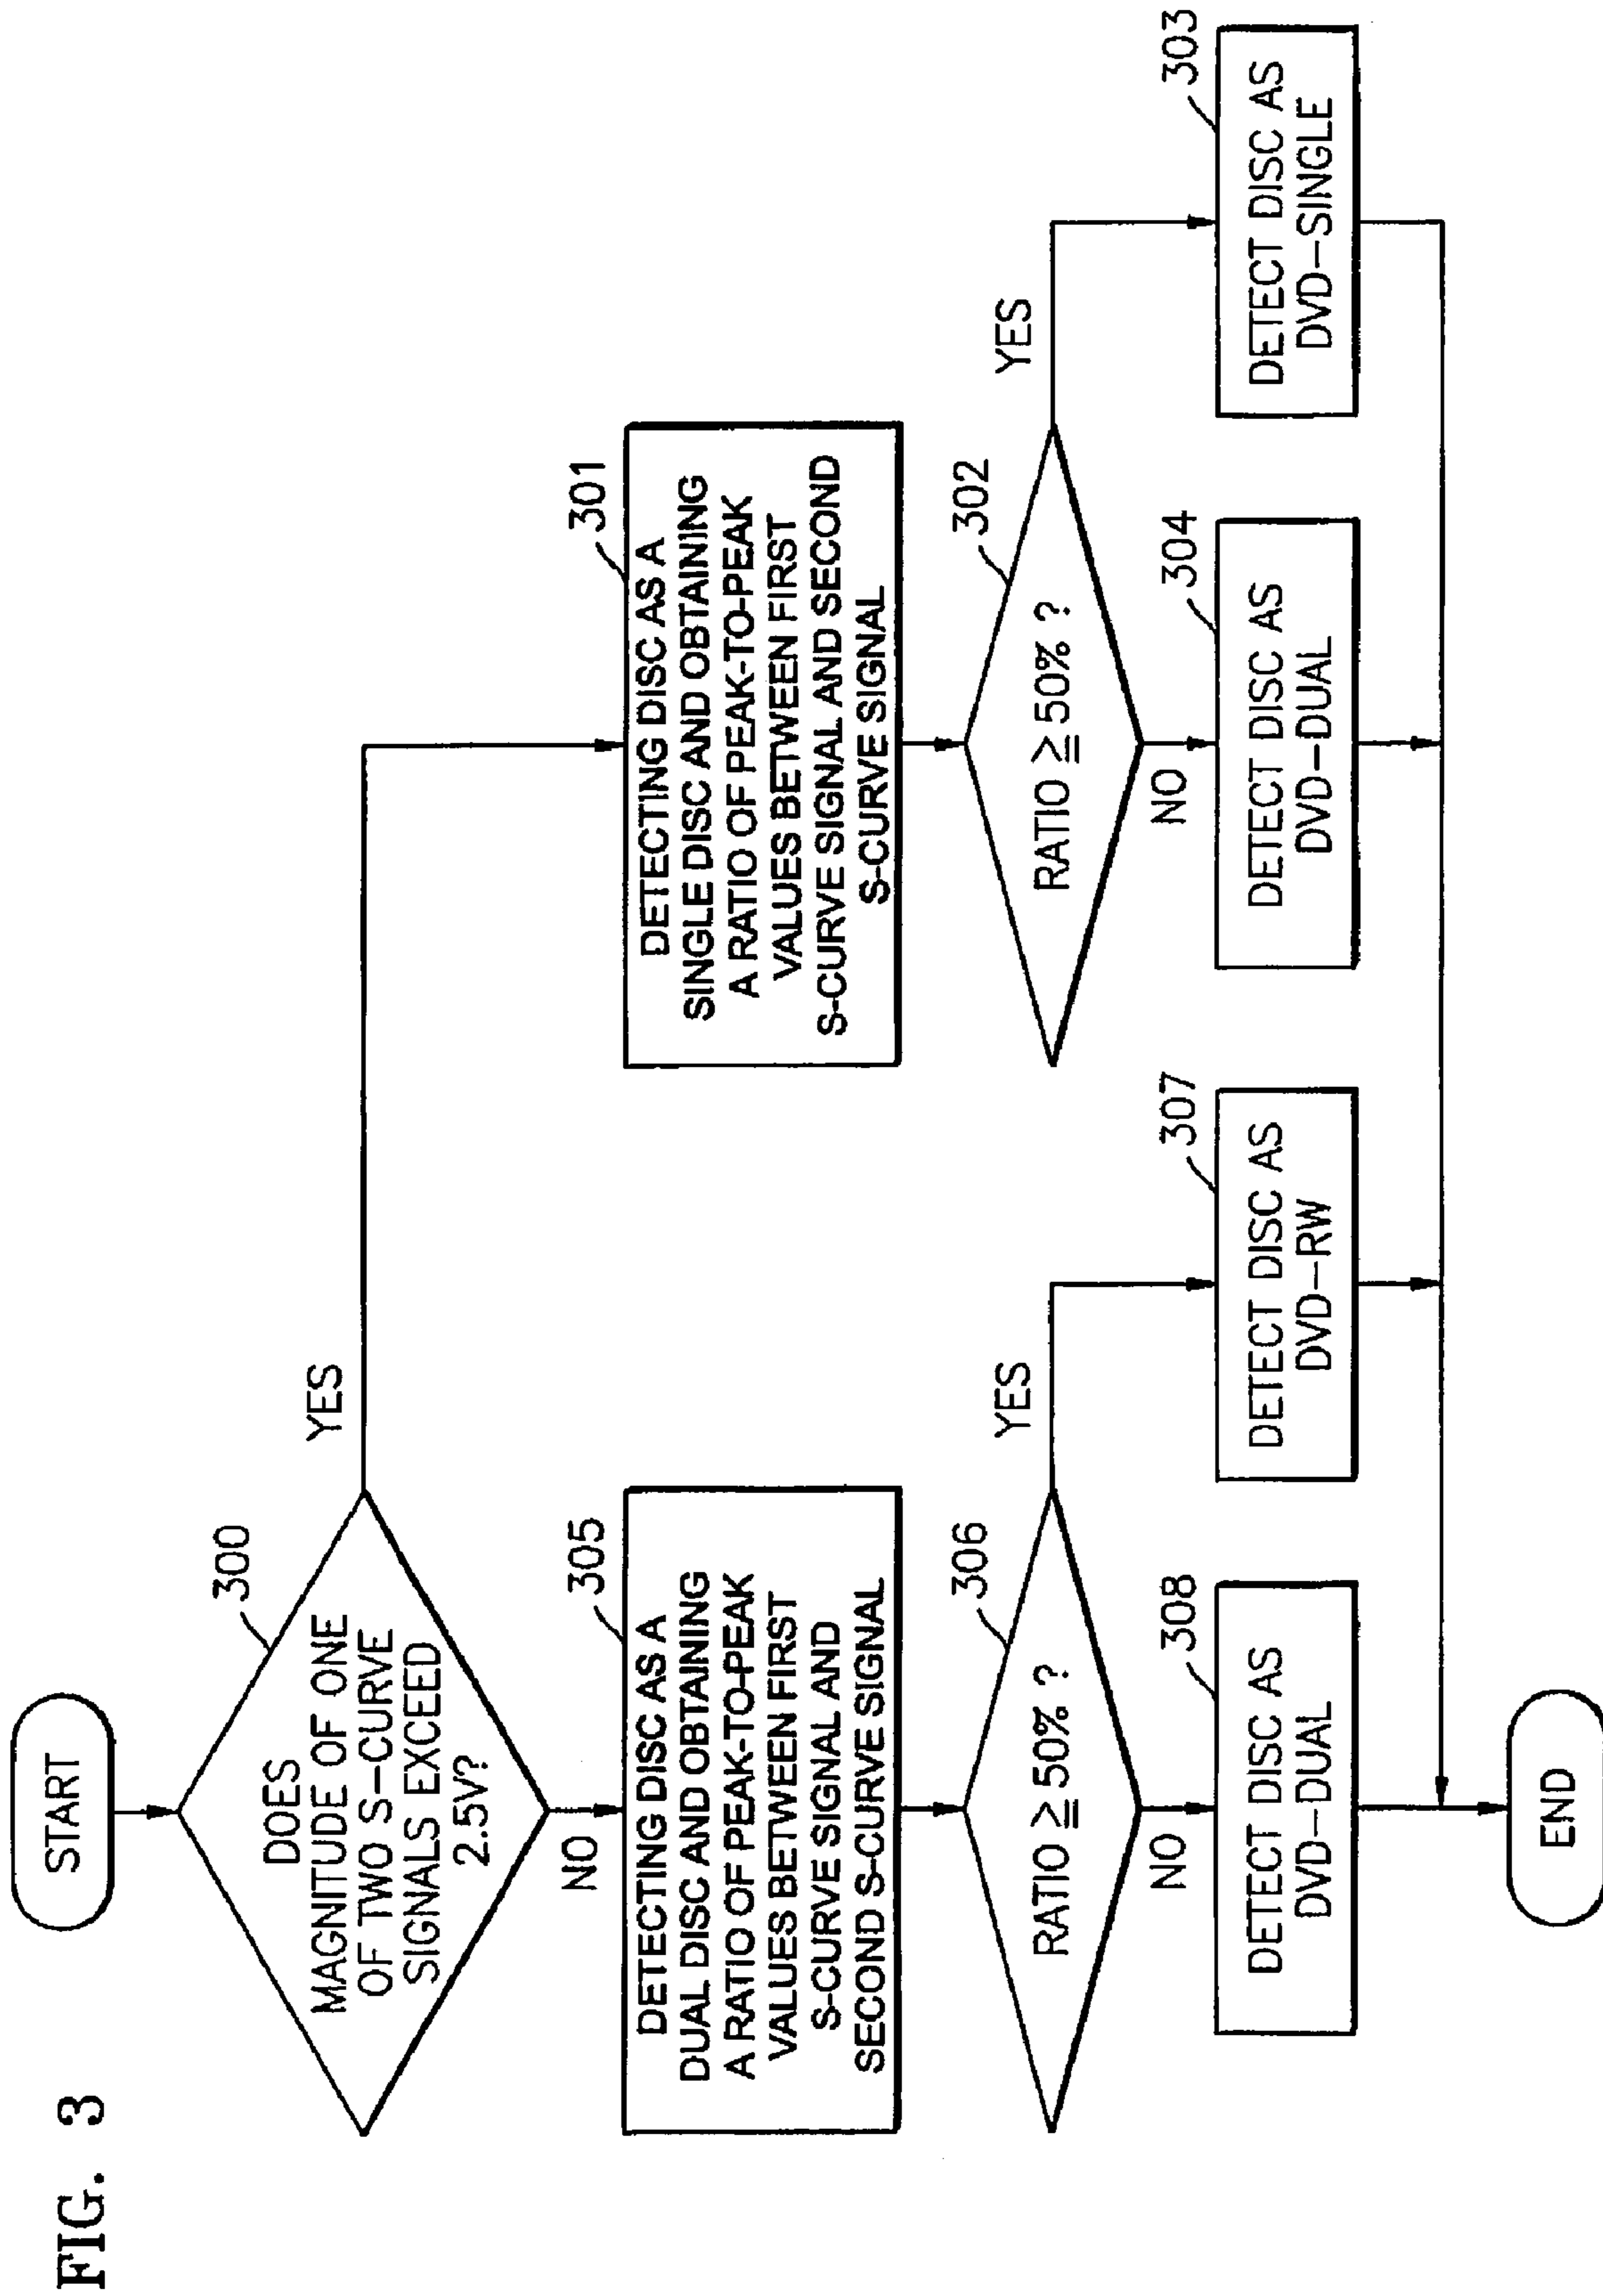 FIG. 3
START
300
DOES
MAGNITUDE OF ONE
OF TWO S-CURVE
SIGNALS EXCEED
2.5V?
YES
NO
305
DETECTING DISC AS A
DUAL DISC AND OBTAINING
A RATIO OF PEAK-TO-PEAK
VALUES BETWEEN FIRST
S-CURVE SIGNAL AND
SECOND S-CURVE SIGNAL
301
DETECTING DISC AS A
SINGLE DISC AND OBTAINING
A RATIO OF PEAK-TO-PEAK
VALUES BETWEEN FIRST
S-CURVE SIGNAL AND SECOND
S-CURVE SIGNAL
306
RATIO ≧ 50% ?
YES
NO
302
RATIO ≧ 50% ?
YES
NO
308
DETECT DISC AS
DVD-DUAL
307
DETECT DISC AS
DVD-RW
304
DETECT DISC AS
DVD-DUAL
303
DETECT DISC AS
DVD-SINGLE
END